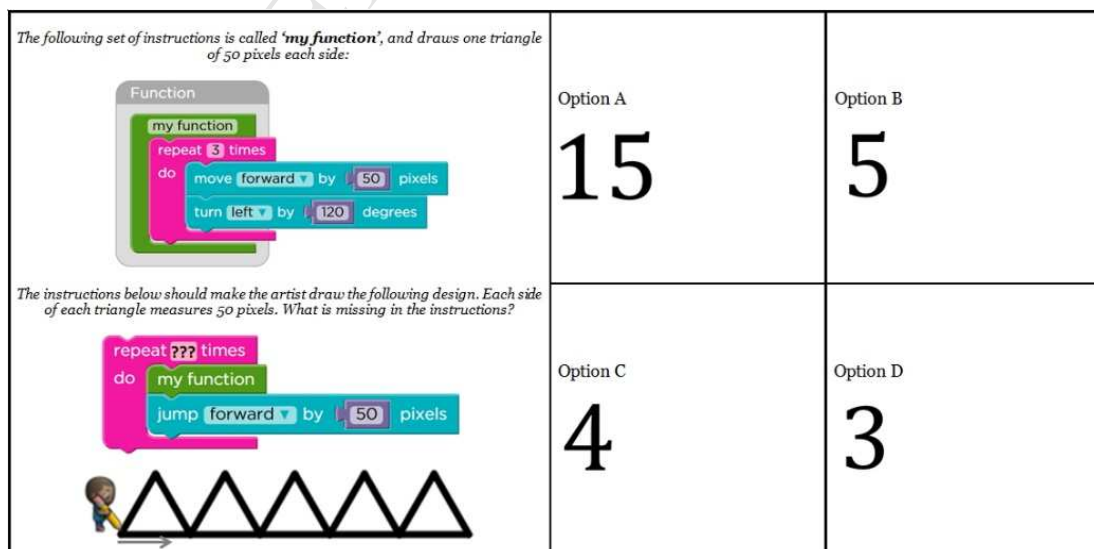 The following set of instructions is called ‘my function’, and draws one triangle
of 50 pixels each side:
Function
my function
repeat 3 times
do
move forward ▼ by 50 pixels
turn left ▼ by 120 degrees
The instructions below should make the artist draw the following design. Each side
of each triangle measures 50 pixels. What is missing in the instructions?
repeat ??? times
do my function
jump forward ▼ by 50 pixels
Option A
15
Option B
5
Option C
4
Option D
3